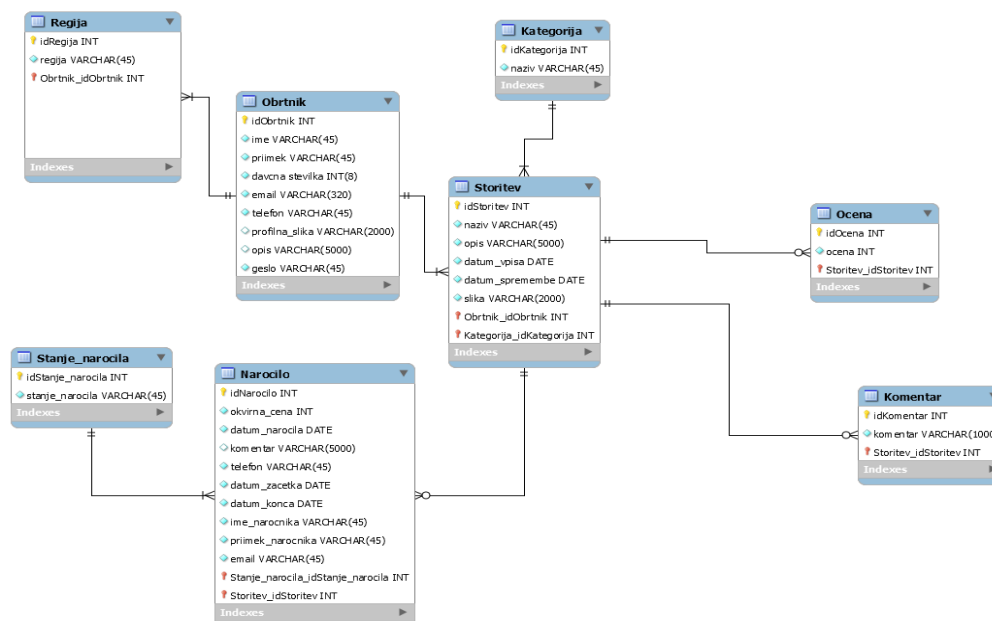 Regija
idRegija INT
regija VARCHAR(45)
Obrtnik_idObrtnik INT
Indexes
Kategorija
idKategorija INT
naziv VARCHAR(45)
Indexes
Obrtnik
idObrtnik INT
ime VARCHAR(45)
priimek VARCHAR(45)
davcna stevilka INT(8)
email VARCHAR(320)
telefon VARCHAR(45)
profilna_slika VARCHAR(2000)
opis VARCHAR(5000)
geslo VARCHAR(45)
Indexes
Storitev
idStoritev INT
naziv VARCHAR(45)
opis VARCHAR(5000)
datum_vpisa DATE
datum_spremembe DATE
slika VARCHAR(2000)
Obrtnik_idObrtnik INT
Kategorija_idKategorija INT
Indexes
Ocena
idOcena INT
ocena INT
Storitev_idStoritev INT
Indexes
Stanje_narocila
idStanje_narocila INT
stanje_narocila VARCHAR(45)
Indexes
Narocilo
idNarocilo INT
okvirna_cena INT
datum_narocila DATE
komentar VARCHAR(5000)
telefon VARCHAR(45)
datum_zacetka DATE
datum_konca DATE
ime_narocnika VARCHAR(45)
priimek_narocnika VARCHAR(45)
email VARCHAR(45)
Stanje_narocila_idStanje_narocila INT
Storitev_idStoritev INT
Indexes
Komentar
idKomentar INT
komentar VARCHAR(1000
Storitev_idStoritev INT
Indexes